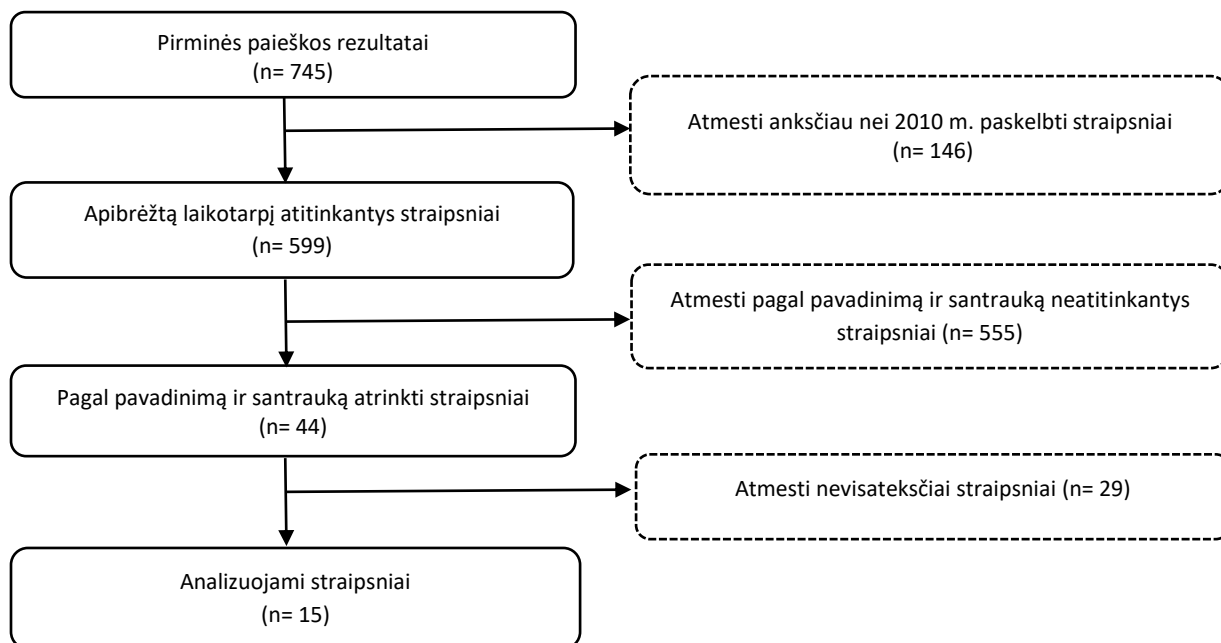 Pirminės paieškos rezultatai
(n= 745)
Atmesti anksčiau nei 2010 m. paskelbti straipsniai
(n= 146)
Apibrėžtą laikotarpį atitinkantys straipsniai
(n= 599)
Atmesti pagal pavadinimą ir santrauką neatitinkantys
straipsniai (n= 555)
Pagal pavadinimą ir santrauką atrinkti straipsniai
(n= 44)
Atmesti nevisateksčiai straipsniai (n= 29)
Analizuojami straipsniai
(n= 15)